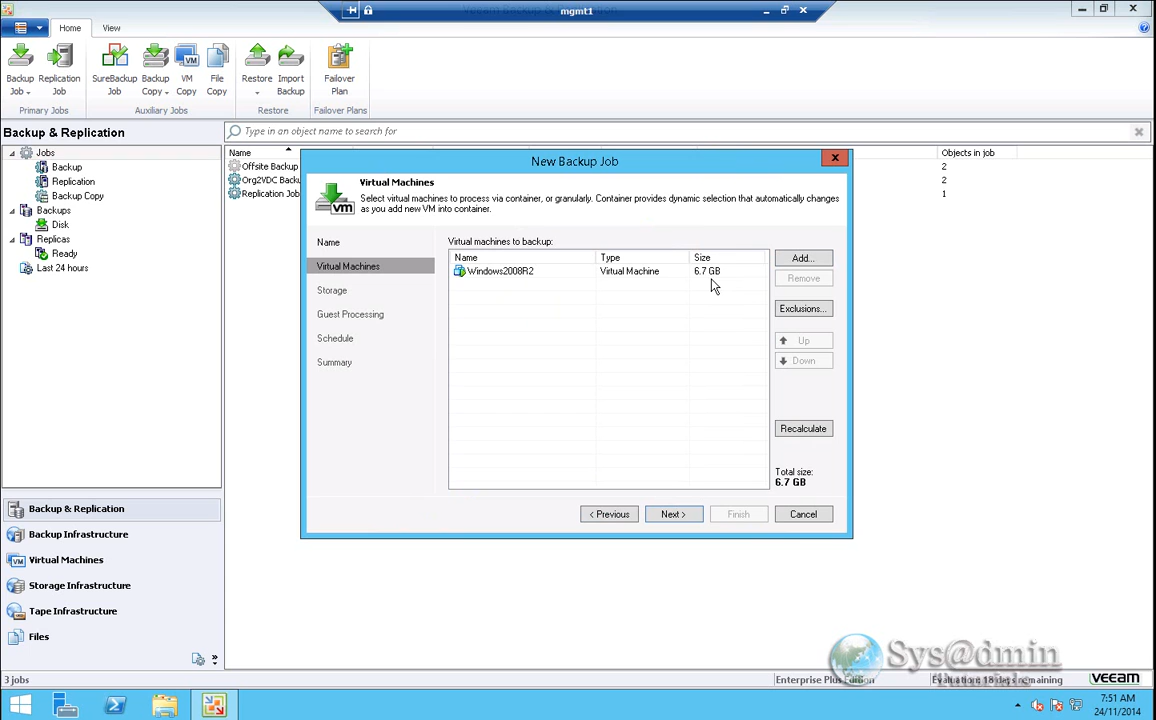 mgmt1
Home
View
Backup Job
Replication Job
SureBackup Job
Backup Copy
VM Copy
File Copy
Restore
Import Backup
Failover Plan
Primary Jobs
Auxiliary Jobs
Restore
Failover Plans
Backup & Replication
Type in an object name to search for
Jobs
Backup
Replication
Backup Copy
Backups
Disk
Replicas
Ready
Last 24 hours
Name
Objects in job
Offsite Backup
2
Org2VDC Backu
2
Replication Job
1
New Backup Job
Virtual Machines
Select virtual machines to process via container, or granularly. Container provides dynamic selection that automatically changes
as you add new VM into container.
Name
Virtual Machines
Storage
Guest Processing
Schedule
Summary
Virtual machines to backup:
Name Type Size
Windows2008R2 Virtual Machine 6.7 GB
Add...
Remove
Exclusions...
Up
Down
Recalculate
Total size:
6.7 GB
< Previous
Next >
Finish
Cancel
Backup & Replication
Backup Infrastructure
Virtual Machines
Storage Infrastructure
Tape Infrastructure
Files
Sys@dmin
Tutorials
3 jobs
Enterprise Plus Edition
Evaluation: 18 days remaining
veeam
7:51 AM
24/11/2014